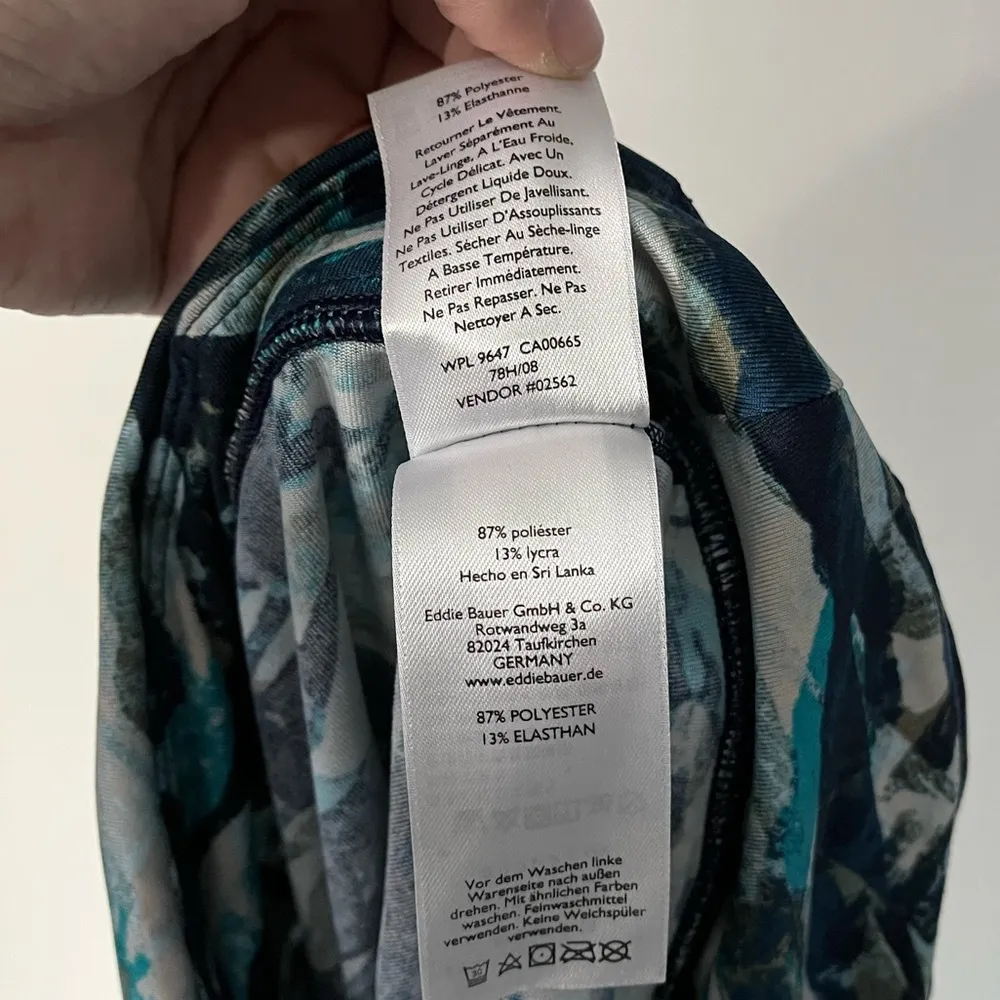 87% Polyester
13% Elasthanne
Retourner Le Vêtement.
Laver Séparément Au
Lave-Linge, A L'Eau Froide,
Cycle Délicat. Avec Un
Détergent Liquide Doux.
Ne Pas Utiliser De Javellisant.
Ne Pas Utiliser D'Assouplissants
Textiles. Sécher Au Sèche-linge
A Basse Température.
Retirer Immédiatement.
Ne Pas Repasser. Ne Pas
Nettoyer A Sec.
WPL 9647 CA00665
78H/08
VENDOR #02562
87% poliéster
13% lycra
Hecho en Sri Lanka
Eddie Bauer GmbH & Co. KG
Rotwandweg 3a
82024 Taufkirchen
GERMANY
www.eddiebauer.de
87% POLYESTER
13% ELASTHAN
Vor dem Waschen linke
Warenseite nach außen
drehen. Mit ähnlichen Farben
waschen. Feinwaschmittel
verwenden. Keine Weichspüler
verwenden.
30